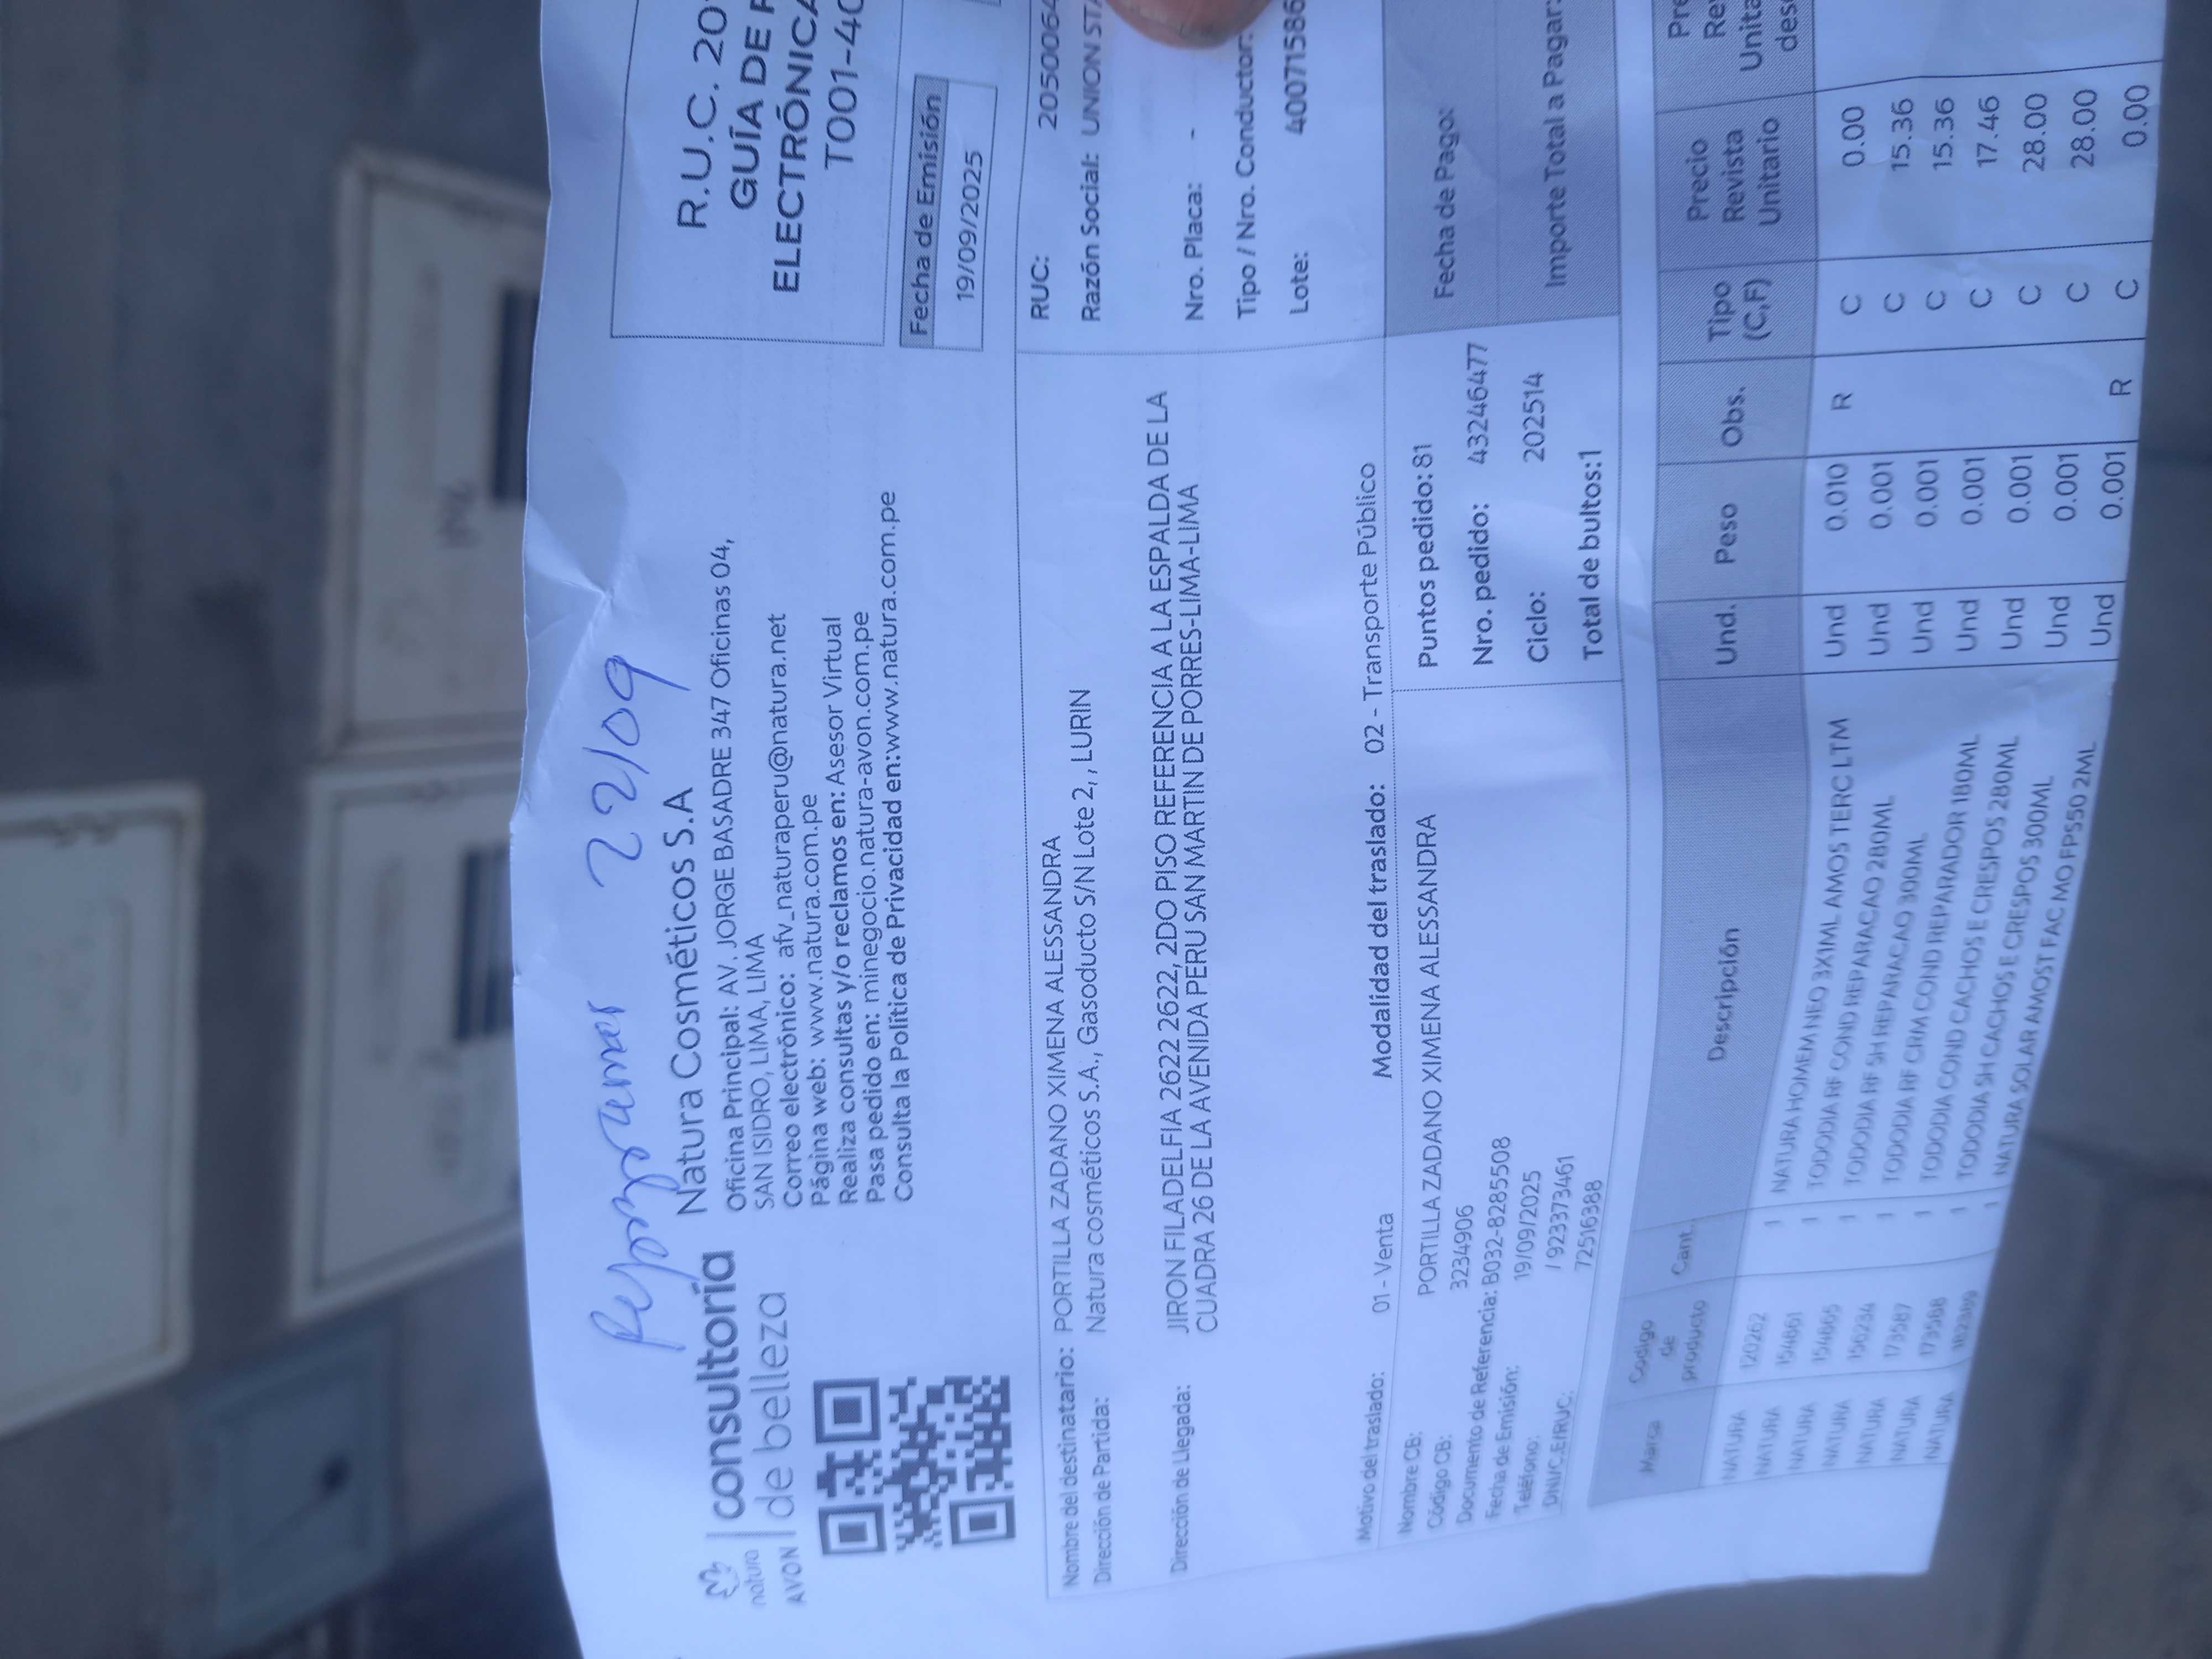 Reprogramar 22/09
natura
AVON
consultoría
de belleza
Natura Cosméticos S.A
Oficina Principal: AV. JORGE BASADRE 347 Oficinas 04,
SAN ISIDRO, LIMA, LIMA
Correo electrónico: afv_naturaperu@natura.net
Página web: www.natura.com.pe
Realiza consultas y/o reclamos en: Asesor Virtual
Pasa pedido en: minegocio.natura-avon.com.pe
Consulta la Política de Privacidad en:www.natura.com.pe
R.U.C. 20
GUÍA DE
ELECTRÓNICA
T001-40
Fecha de Emisión
19/09/2025
Nombre del destinatario: PORTILLA ZADANO XIMENA ALESSANDRA
Dirección de Partida: Natura cosméticos S.A., Gasoducto S/N Lote 2,, LURIN
Dirección de Llegada: JIRON FILADELFIA 2622 2622, 2DO PISO REFERENCIA A LA ESPALDA DE LA
CUADRA 26 DE LA AVENIDA PERU SAN MARTIN DE PORRES-LIMA-LIMA
RUC: 2050064
Razón Social: UNION STA
Nro. Placa: -
Tipo / Nro. Conductor:
Lote: 40071586
Motivo del traslado: 01 - Venta Modalidad del traslado: 02 - Transporte Público
Nombre CB: PORTILLA ZADANO XIMENA ALESSANDRA
Código CB: 3234906
Documento de Referencia: B032-8285508
Fecha de Emisión: 19/09/2025
Teléfono: / 923373461
DNI/C.E/RUC: 72516388
Puntos pedido:81
Nro. pedido: 43246477
Ciclo: 202514
Total de bultos:1
Fecha de Pago:
Importe Total a Pagar:
Marca Código de producto Cant. Descripción Und. Peso Obs. Tipo (C,F) Precio Revista Unitario
NATURA 120262 1 NATURA HOMEM NEO 3X1ML AMOS TERC LTM Und 0.010 R C 0.00
NATURA 154661 1 TODODIA RF COND REPARACAO 280ML Und 0.001 C 15.36
NATURA 154665 1 TODODIA RF SH REPARACAO 300ML Und 0.001 C 15.36
NATURA 156234 1 TODODIA RF CRM COND REPARADOR 180ML Und 0.001 C 17.46
NATURA 173587 1 TODODIA COND CACHOS E CRESPOS 280ML Und 0.001 C 28.00
NATURA 173588 1 TODODIA SH CACHOS E CRESPOS 300ML Und 0.001 C 28.00
NATURA 1 NATURA SOLAR AMOST FAC MO FPS50 2ML Und 0.001 R C 0.00